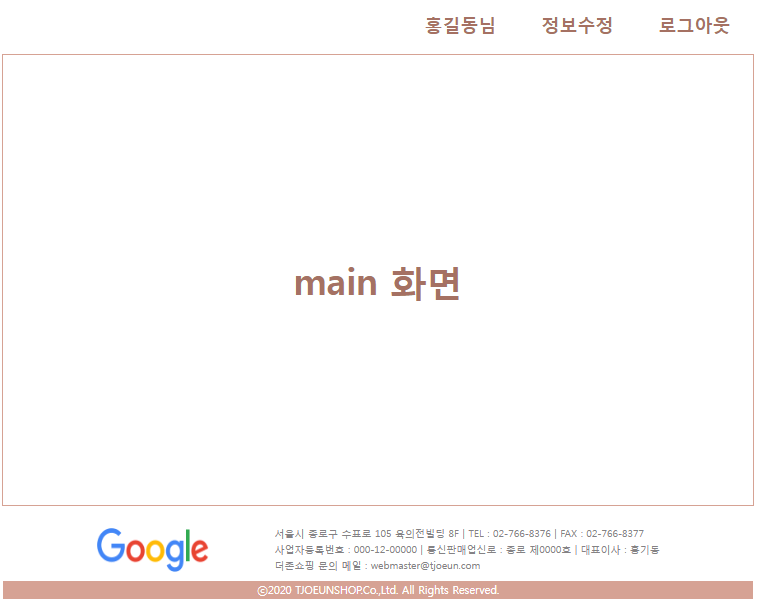 홍길동님 정보수정 로그아웃
main 화면
Google
서울시 종로구 수표로 105 육의전빌딩 8F | TEL : 02-766-8376 | FAX : 02-766-8377
사업자등록번호 : 000-12-00000 | 통신판매업신로 : 종로 제0000호 | 대표이사 : 홍기동
더존쇼핑 문의 메일 : webmaster@tjoeun.com
ⓒ2020 TJOEUNSHOP.Co.,Ltd. All Rights Reserved.